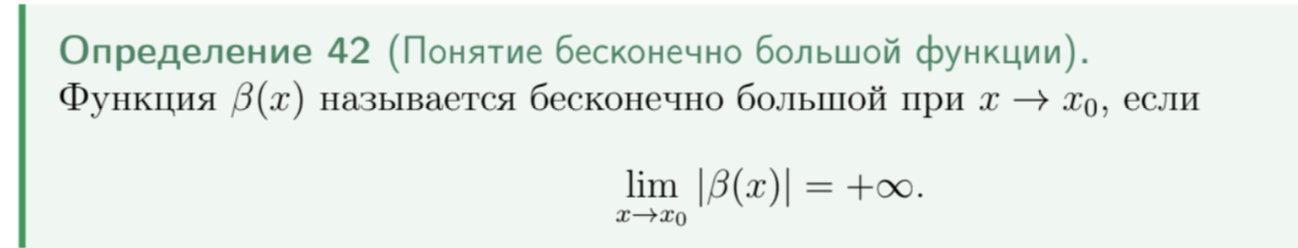 Определение 42 (Понятие бесконечно большой функции).
Функция β(x) называется бесконечно большой при x → x₀, если
lim |β(x)| = +∞.
x→x₀